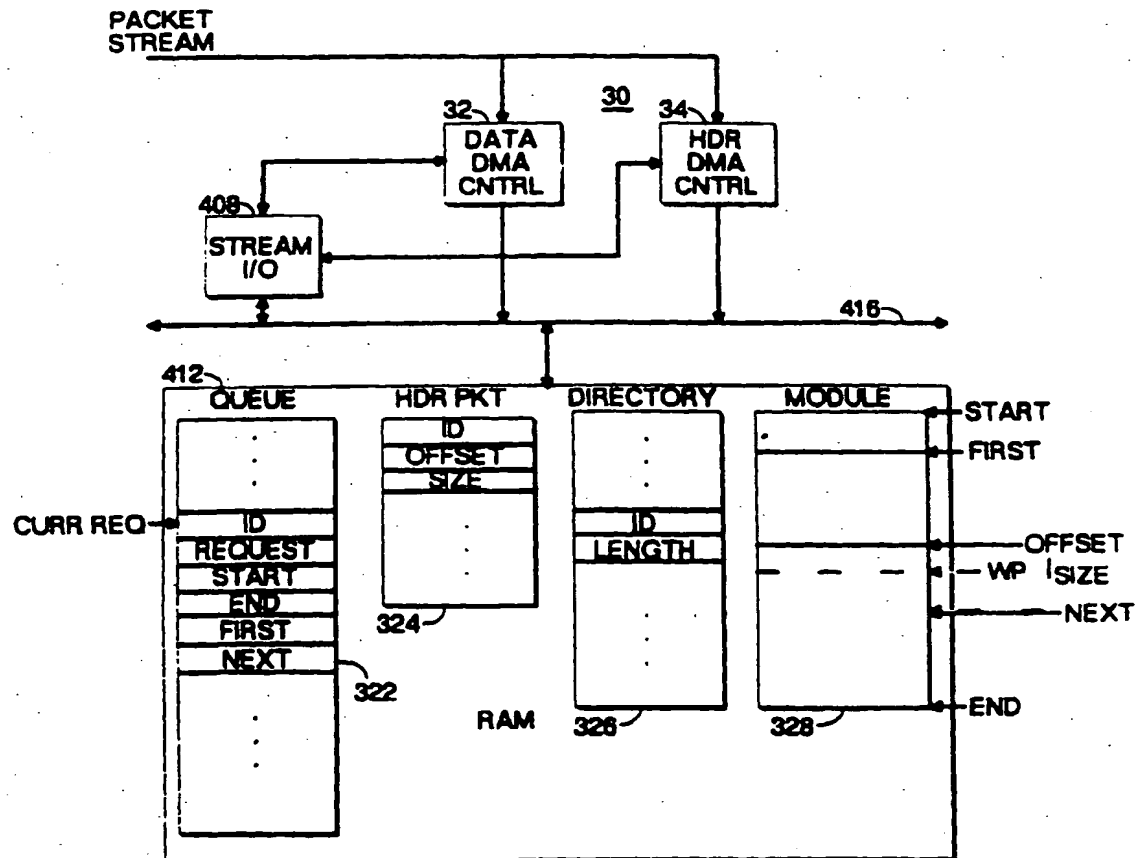 PACKET
STREAM
30
32
DATA
DMA
CNTRL
34
HDR
DMA
CNTRL
408
STREAM
I/O
416
412
QUEUE
HDR PKT
DIRECTORY
MODULE
ID
OFFSET
SIZE
START
FIRST
CURR REQ
ID
REQUEST
START
END
FIRST
NEXT
322
324
ID
LENGTH
326
OFFSET
WP
SIZE
NEXT
END
328
RAM